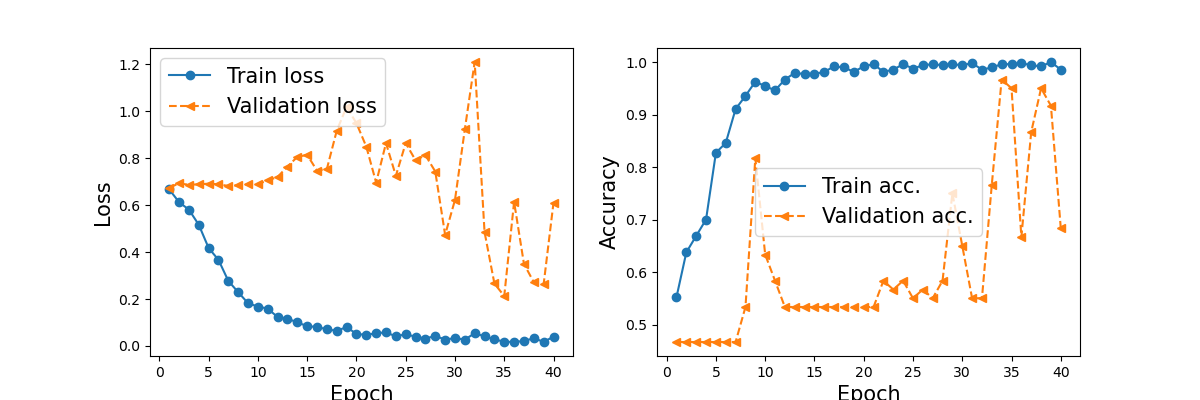 Train loss
Validation loss
1.2
1.0
0.8
0.6
0.4
0.2
0.0
Loss
0 5 10 15 20 25 30 35 40
Epoch
Train acc.
Validation acc.
1.0
0.9
0.8
0.7
0.6
0.5
Accuracy
0 5 10 15 20 25 30 35 40
Epoch